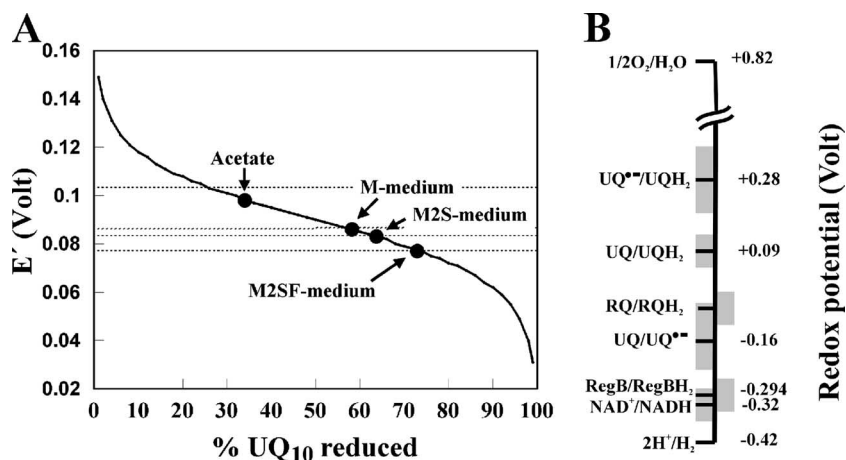 A
E´ (Volt)
0.16
0.14
0.12
0.1
0.08
0.06
0.04
0.02
Acetate
M-medium
M2S-medium
M2SF-medium
0 10 20 30 40 50 60 70 80 90 100
% UQ10 reduced
B
1/2O2/H2O +0.82
UQ•−/UQH2 +0.28
UQ/UQH2 +0.09
RQ/RQH2
UQ/UQ•− -0.16
RegB/RegBH2 -0.294
NAD+/NADH -0.32
2H+/H2 -0.42
Redox potential (Volt)